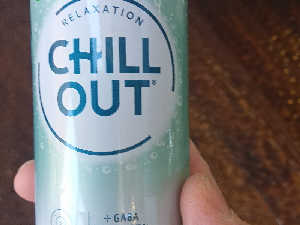 RELAXATION
CHILL
OUT®
+ GABA